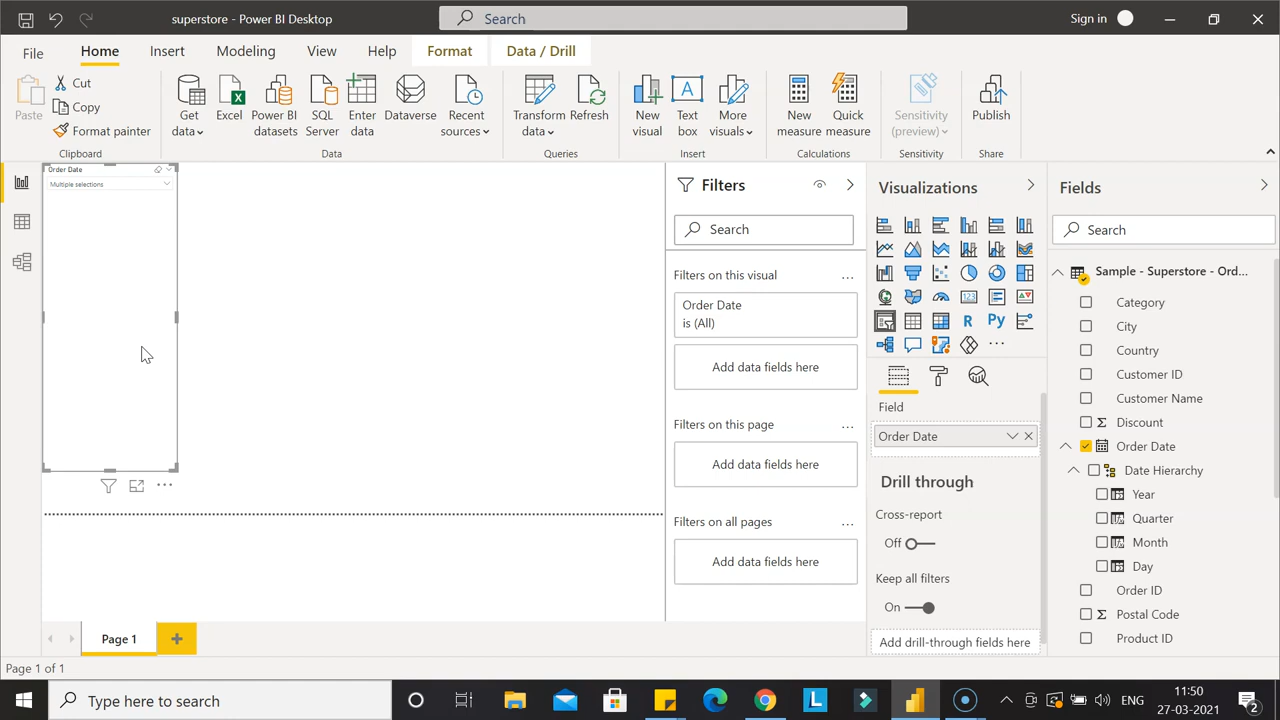 superstore - Power BI Desktop
Search
Sign in
File
Home
Insert
Modeling
View
Help
Format
Data / Drill
Paste
Cut
Copy
Format painter
Clipboard
Get
data
Excel
Power BI
datasets
SQL
Server
Enter
data
Dataverse
Recent
sources
Data
Transform
data
Refresh
Queries
New
visual
A
Text
box
More
visuals
Insert
New
measure
Quick
measure
Calculations
Sensitivity
(preview)
Sensitivity
Publish
Share
Order Date
Multiple selections
Filters
Search
Filters on this visual
...
Order Date
is (All)
Add data fields here
Filters on this page
...
Add data fields here
Filters on all pages
...
Add data fields here
Visualizations
123
R
Py
...
Field
Order Date
Drill through
Cross-report
Off
Keep all filters
On
Add drill-through fields here
Fields
Search
Sample - Superstore - Ord...
Category
City
Country
Customer ID
Customer Name
Σ Discount
Order Date
Date Hierarchy
Year
Quarter
Month
Day
Order ID
Σ Postal Code
Product ID
Page 1
Page 1 of 1
Type here to search
L
ENG
11:50
27-03-2021
2